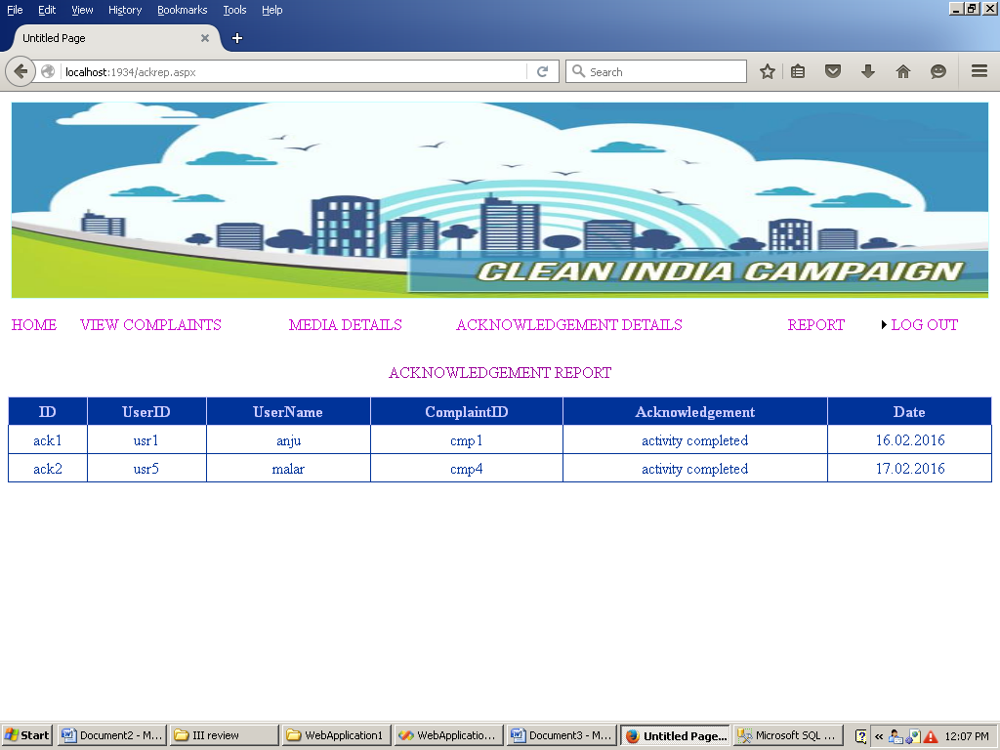 File Edit View History Bookmarks Tools Help
Untitled Page
localhost:1934/ackrep.aspx
Search
CLEAN INDIA CAMPAIGN
HOME VIEW COMPLAINTS MEDIA DETAILS ACKNOWLEDGEMENT DETAILS REPORT LOG OUT
ACKNOWLEDGEMENT REPORT
ID UserID UserName ComplaintID Acknowledgement Date
ack1 usr1 anju cmp1 activity completed 16.02.2016
ack2 usr5 malar cmp4 activity completed 17.02.2016
Start Document2 - M... III review WebApplication1 WebApplicatio... Document3 - M... Untitled Page... Microsoft SQL ... « 12:07 PM